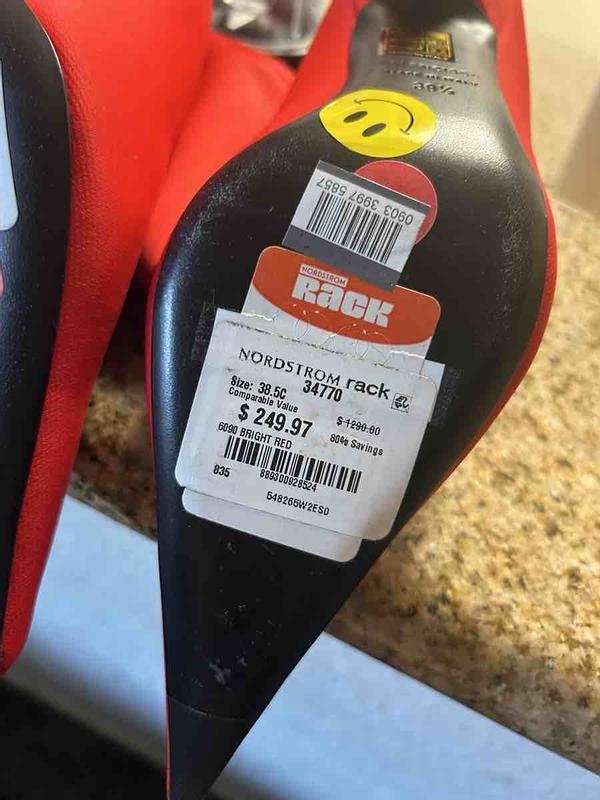 38½
0903 3997 5857
NORDSTROM
Rack
NORDSTROM rack
Size: 38.5C 34770
Comparable Value $ 1290.00
$ 249.97 80% Savings
6090 BRIGHT RED
835 889300928524
548265W2ES0